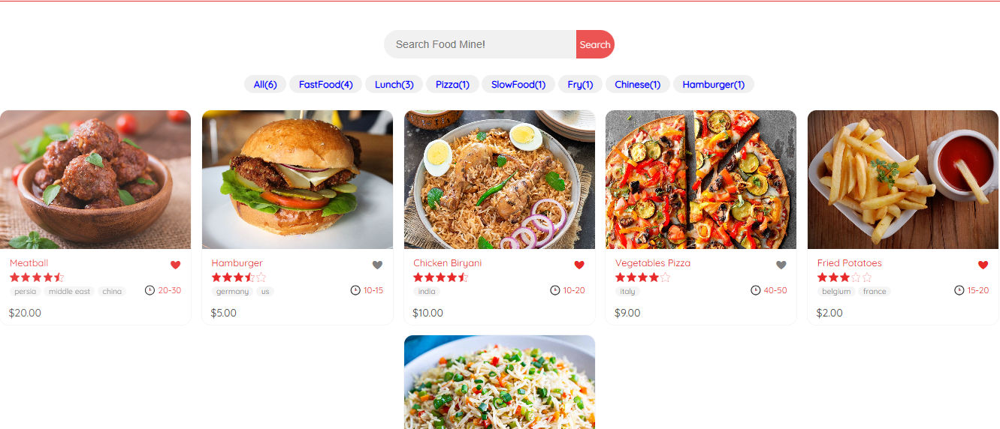 Search Food Mine!
Search
All(6) FastFood(4) Lunch(3) Pizza(1) SlowFood(1) Fry(1) Chinese(1) Hamburger(1)
Meatball
persia middle east china
20-30
$20.00
Hamburger
germany us
10-15
$5.00
Chicken Biryani
india
10-20
$10.00
Vegetables Pizza
italy
40-50
$9.00
Fried Potatoes
belgium france
15-20
$2.00